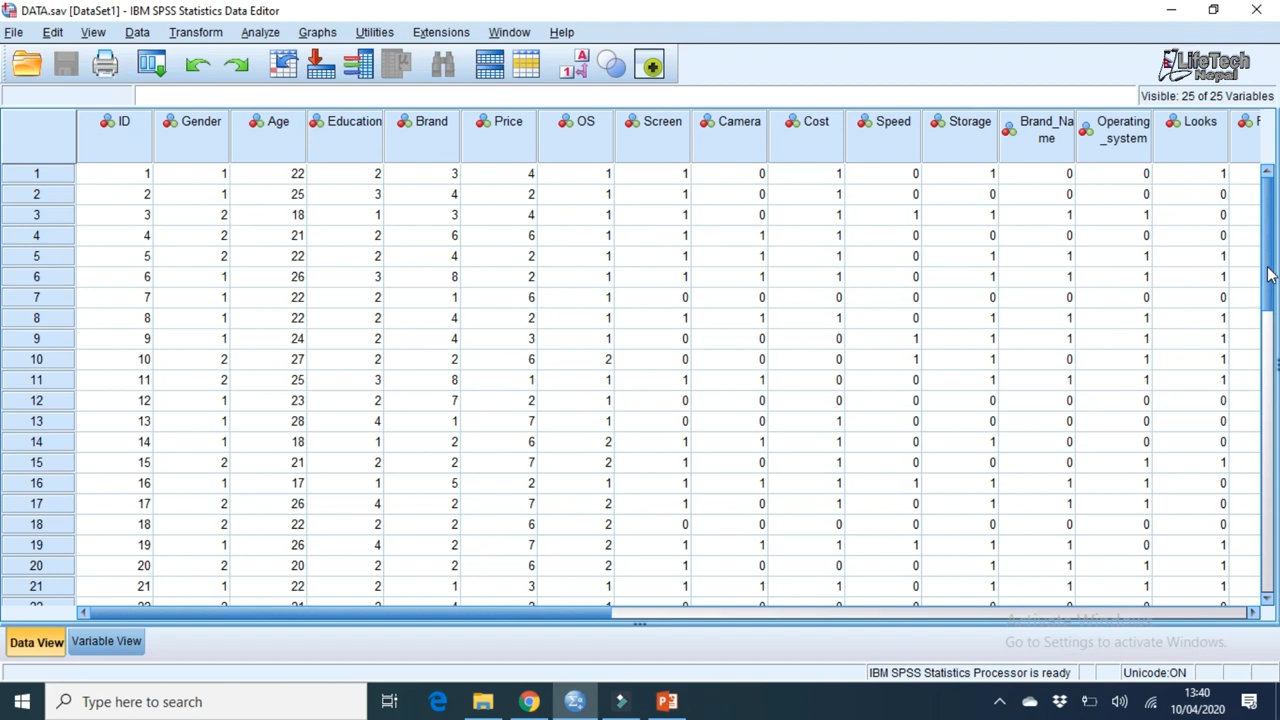 DATA.sav [DataSet1] - IBM SPSS Statistics Data Editor
File Edit View Data Transform Analyze Graphs Utilities Extensions Window Help
LifeTech
Nepal
Visible: 25 of 25 Variables
ID Gender Age Education Brand Price OS Screen Camera Cost Speed Storage Brand_Na Operating Looks F
me _system
1 1 1 22 2 3 4 1 1 0 1 0 1 0 0 1
2 2 1 25 3 4 2 1 1 0 1 0 0 0 0 0
3 3 2 18 1 3 4 1 1 0 1 1 1 1 1 0
4 4 2 21 2 6 6 1 1 1 1 0 0 0 0 0
5 5 2 22 2 4 2 1 1 1 1 0 1 1 1 1
6 6 1 26 3 8 2 1 1 1 1 0 1 1 1 1
7 7 1 22 2 1 6 1 0 0 1 0 0 0 0 0
8 8 1 22 2 4 2 1 0 1 1 0 1 1 1 1
9 9 1 24 2 4 3 1 0 0 0 1 1 1 1 1
10 10 2 27 2 2 6 2 0 0 0 1 1 0 1 1
11 11 2 25 3 8 1 1 1 1 0 0 1 1 1 1
12 12 1 23 2 7 2 1 0 0 0 0 0 0 0 0
13 13 1 28 4 1 7 1 0 0 1 0 0 0 0 0
14 14 1 18 1 2 6 2 1 1 1 0 1 0 0 0
15 15 2 21 2 2 7 2 1 0 1 0 0 0 1 1
16 16 1 17 1 5 2 1 1 1 1 1 1 1 0 1
17 17 2 26 4 2 7 2 1 0 1 0 1 1 1 0
18 18 2 22 2 2 6 2 0 0 0 0 0 0 0 0
19 19 1 26 4 2 7 2 1 1 1 1 1 1 0 1
20 20 2 20 2 2 6 2 1 0 0 0 1 1 1 1
21 21 1 22 2 1 3 1 1 1 1 0 1 1 1 1
Activate Windows
Go to Settings to activate Windows.
Data View Variable View
IBM SPSS Statistics Processor is ready Unicode:ON
Type here to search
13:40
10/04/2020